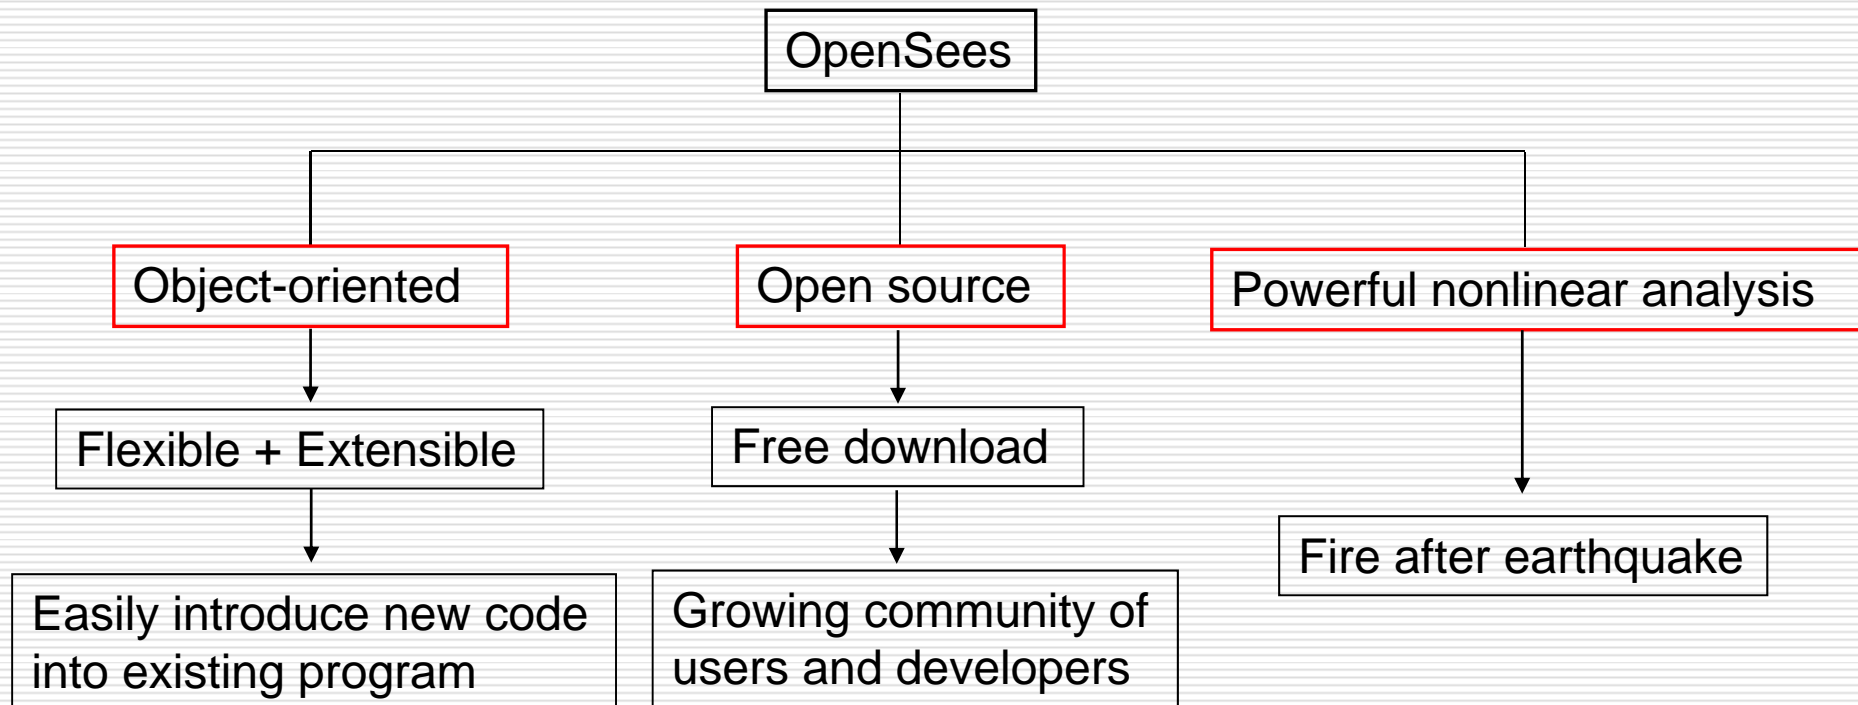 OpenSees
Object-oriented
Open source
Powerful nonlinear analysis
Flexible + Extensible
Free download
Fire after earthquake
Easily introduce new code
into existing program
Growing community of
users and developers